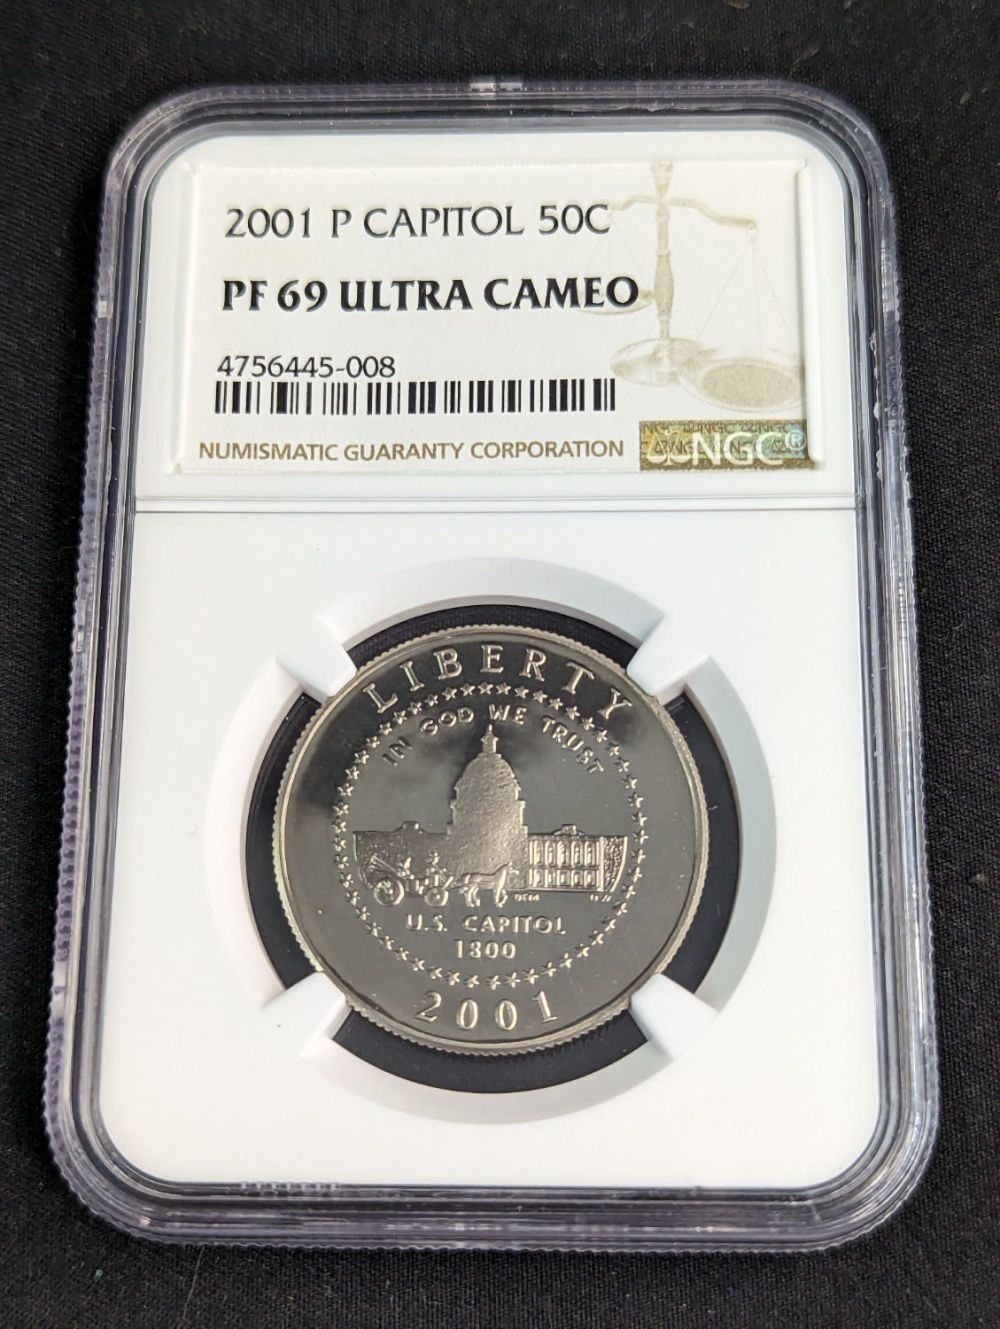 2001 P CAPITOL 50C
PF 69 ULTRA CAMEO
4756445-008
NUMISMATIC GUARANTY CORPORATION
NGC®
LIBERTY
IN GOD WE TRUST
U.S. CAPITOL
1800
2001